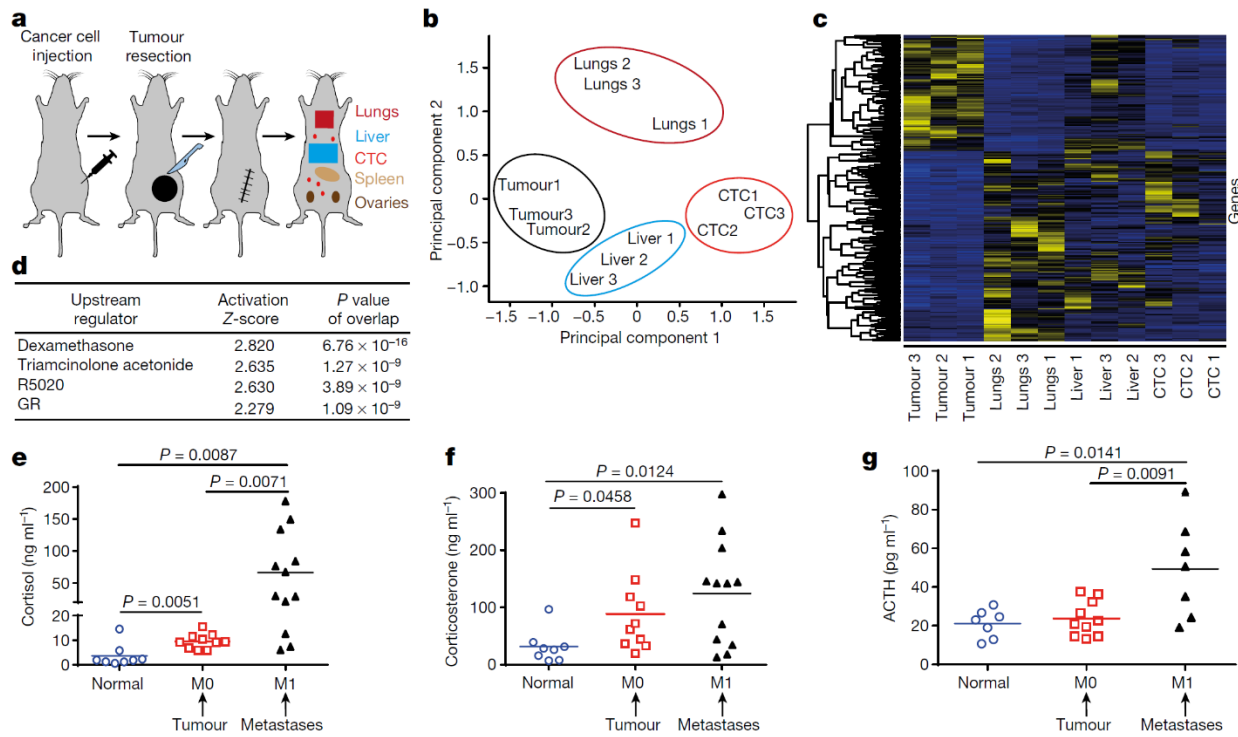 a
Cancer cell
injection
Tumour
resection
Lungs
Liver
CTC
Spleen
Ovaries
b
Principal component 2
1.5
1.0
0.5
0
−0.5
−1.0
Lungs 2
Lungs 3
Lungs 1
Tumour1
Tumour3
Tumour2
Liver 1
Liver 2
Liver 3
CTC1
CTC3
CTC2
−1.5 −1.0 −0.5 0 0.5 1.0 1.5
Principal component 1
c
Genes
Tumour 3
Tumour 2
Tumour 1
Lungs 2
Lungs 3
Lungs 1
Liver 1
Liver 3
Liver 2
CTC 3
CTC 2
CTC 1
d
Upstream regulator
Activation Z-score
P value of overlap
Dexamethasone 2.820 6.76 × 10⁻¹⁶
Triamcinolone acetonide 2.635 1.27 × 10⁻⁹
R5020 2.630 3.89 × 10⁻⁹
GR 2.279 1.09 × 10⁻⁹
e
P = 0.0087
P = 0.0071
P = 0.0051
Cortisol (ng ml⁻¹)
200
150
100
50
20
10
0
Normal M0 M1
Tumour Metastases
f
P = 0.0124
P = 0.0458
Corticosterone (ng ml⁻¹)
300
200
100
0
Normal M0 M1
Tumour Metastases
g
P = 0.0141
P = 0.0091
ACTH (pg ml⁻¹)
100
80
60
40
20
0
Normal M0 M1
Tumour Metastases